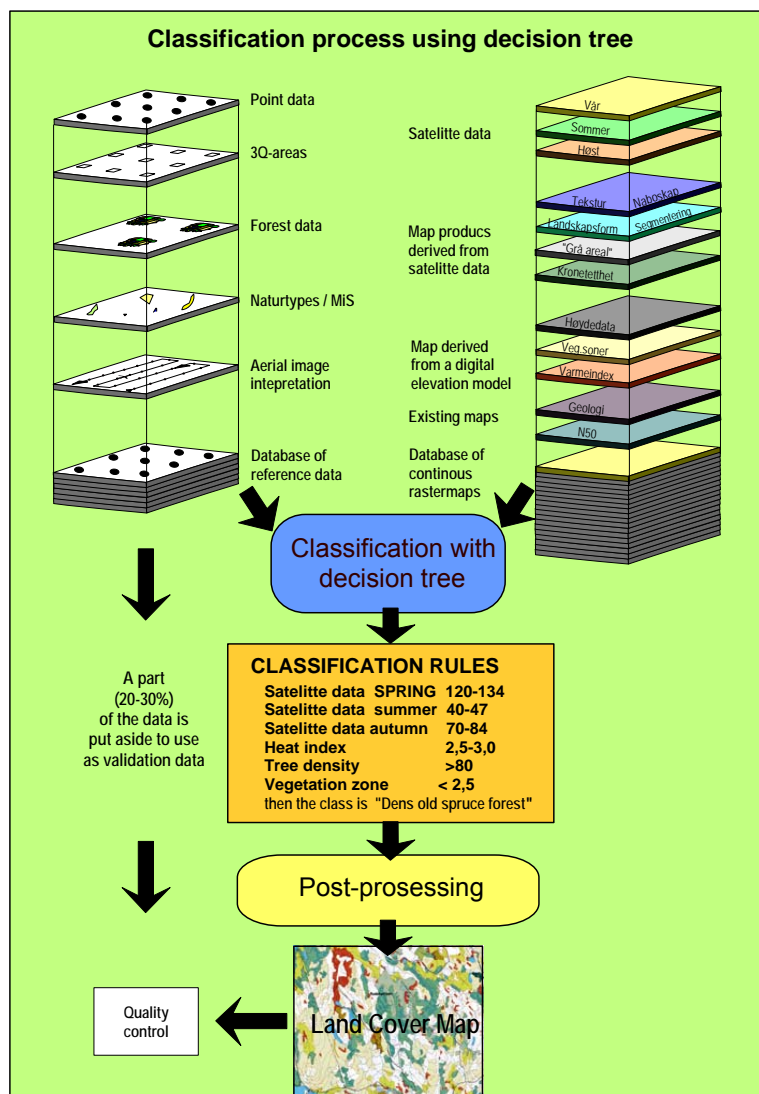 Classification process using decision tree
Point data
3Q-areas
Forest data
Naturtypes / MiS
Aerial image
intepretation
Database of
reference data
Satelitte data
Map producs
derived from
satelitte data
Map derived
from a digital
elevation model
Existing maps
Database of
continous
rastermaps
Vår
Sommer
Høst
Tekstur Naboskap
Landskapsform Segmentering
"Grå areal"
Kronetetthet
Høydedata
Veg.soner
Varmeindex
Geologi
N50
Classification with
decision tree
A part
(20-30%)
of the data is
put aside to use
as validation data
CLASSIFICATION RULES
Satelitte data SPRING 120-134
Satelitte data summer 40-47
Satelitte data autumn 70-84
Heat index 2,5-3,0
Tree density >80
Vegetation zone < 2,5
then the class is "Dens old spruce forest"
Post-prosessing
Land Cover Map
Quality
control